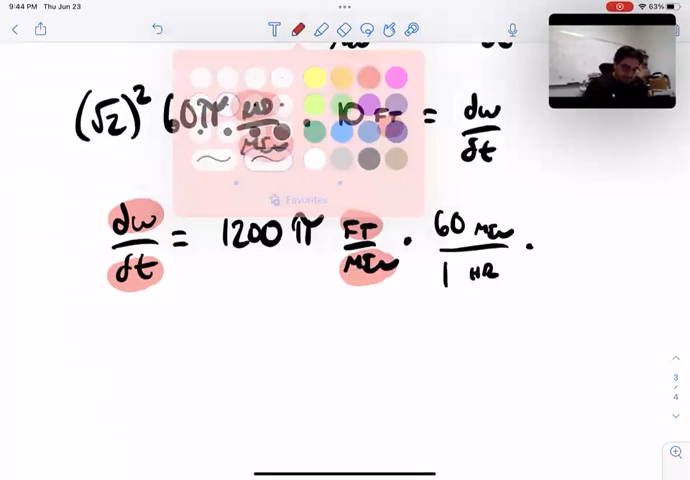 9:44 PM Thu Jun 23
63%
(√2)² 60π · 10 FT = dw/dt
dw/dt = 1200π FT/MIN · 60 MIN/1 HR ·
Favorites
3/4